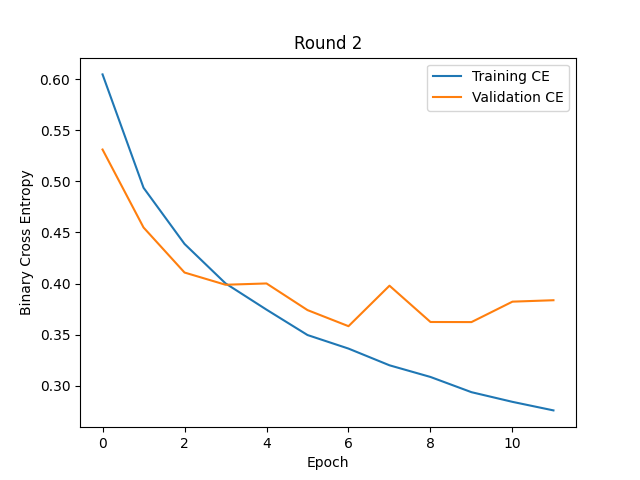 Round 2
Training CE
Validation CE
Binary Cross Entropy
0.60
0.55
0.50
0.45
0.40
0.35
0.30
0 2 4 6 8 10
Epoch